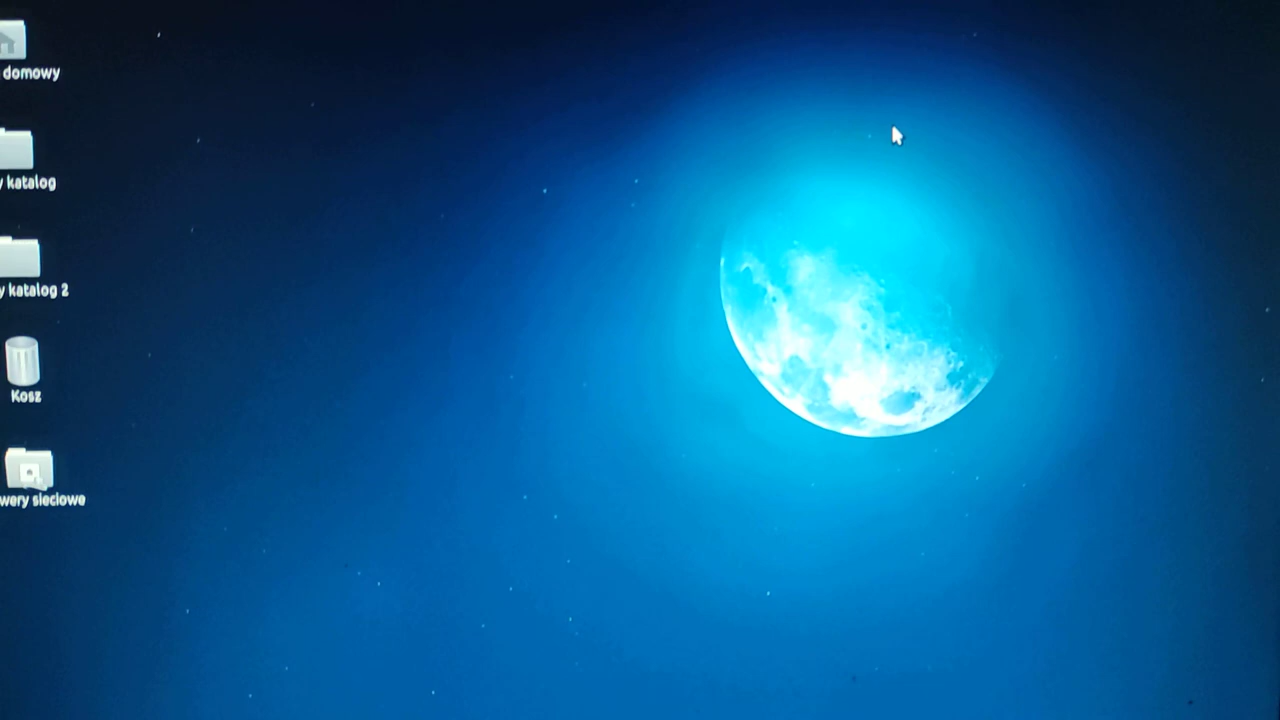 domowy
y katalog
y katalog 2
Kosz
wery sieciowe